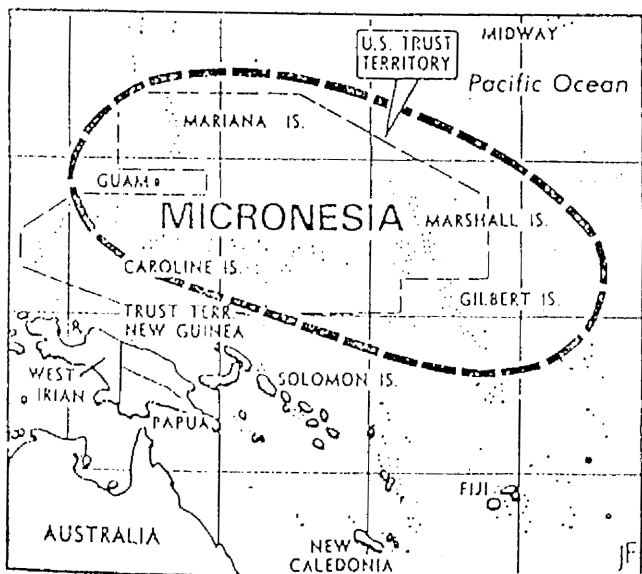 U.S. TRUST
TERRITORY
MIDWAY
Pacific Ocean
MARIANA IS.
GUAM
MICRONESIA
MARSHALL IS.
CAROLINE IS.
GILBERT IS.
TRUST TERR.
NEW GUINEA
WEST
IRIAN
SOLOMON IS.
PAPUA
FIJI
AUSTRALIA
NEW
CALEDONIA
JF